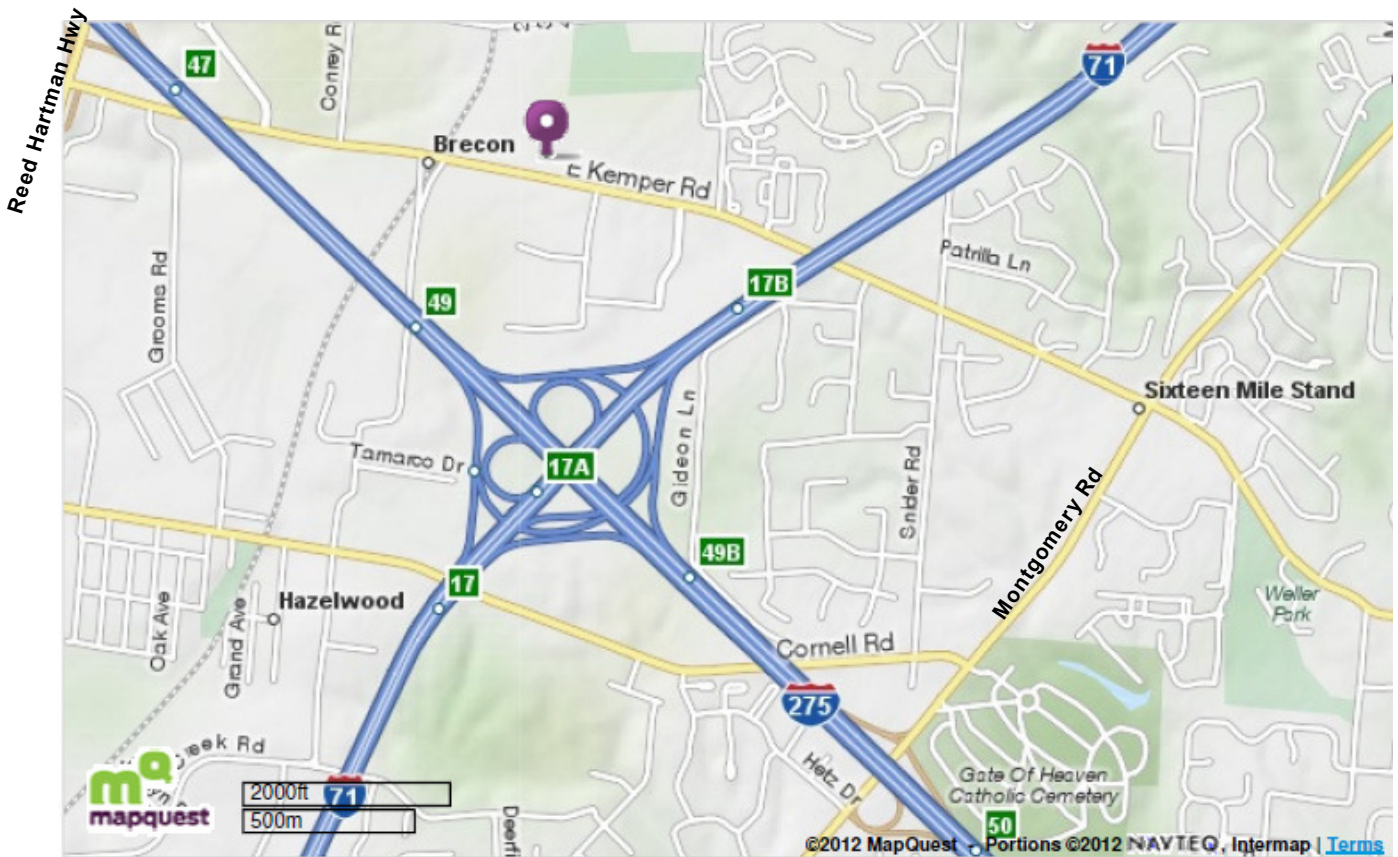 Reed Hartman Hwy
47
Conrey R
71
Brecon
E Kemper Rd
Patrilla Ln
17B
Grooms Rd
49
Sixteen Mile Stand
Gideon Ln
Tamarco Dr
17A
Snider Rd
Montgomery Rd
49B
17
Hazelwood
Weller
Park
Oak Ave
Grand Ave
Cornell Rd
275
eek Rd
Hetz Dr
Gate Of Heaven
Catholic Cemetery
mq
mapquest
2000ft
500m
71
Deerfi
50
©2012 MapQuest - Portions ©2012 NAVTEQ, Intermap | Terms